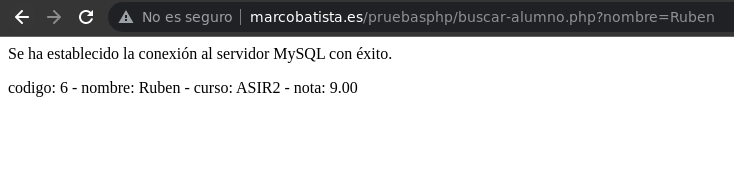 No es seguro | marcobatista.es/pruebasphp/buscar-alumno.php?nombre=Ruben
Se ha establecido la conexión al servidor MySQL con éxito.
codigo: 6 - nombre: Ruben - curso: ASIR2 - nota: 9.00